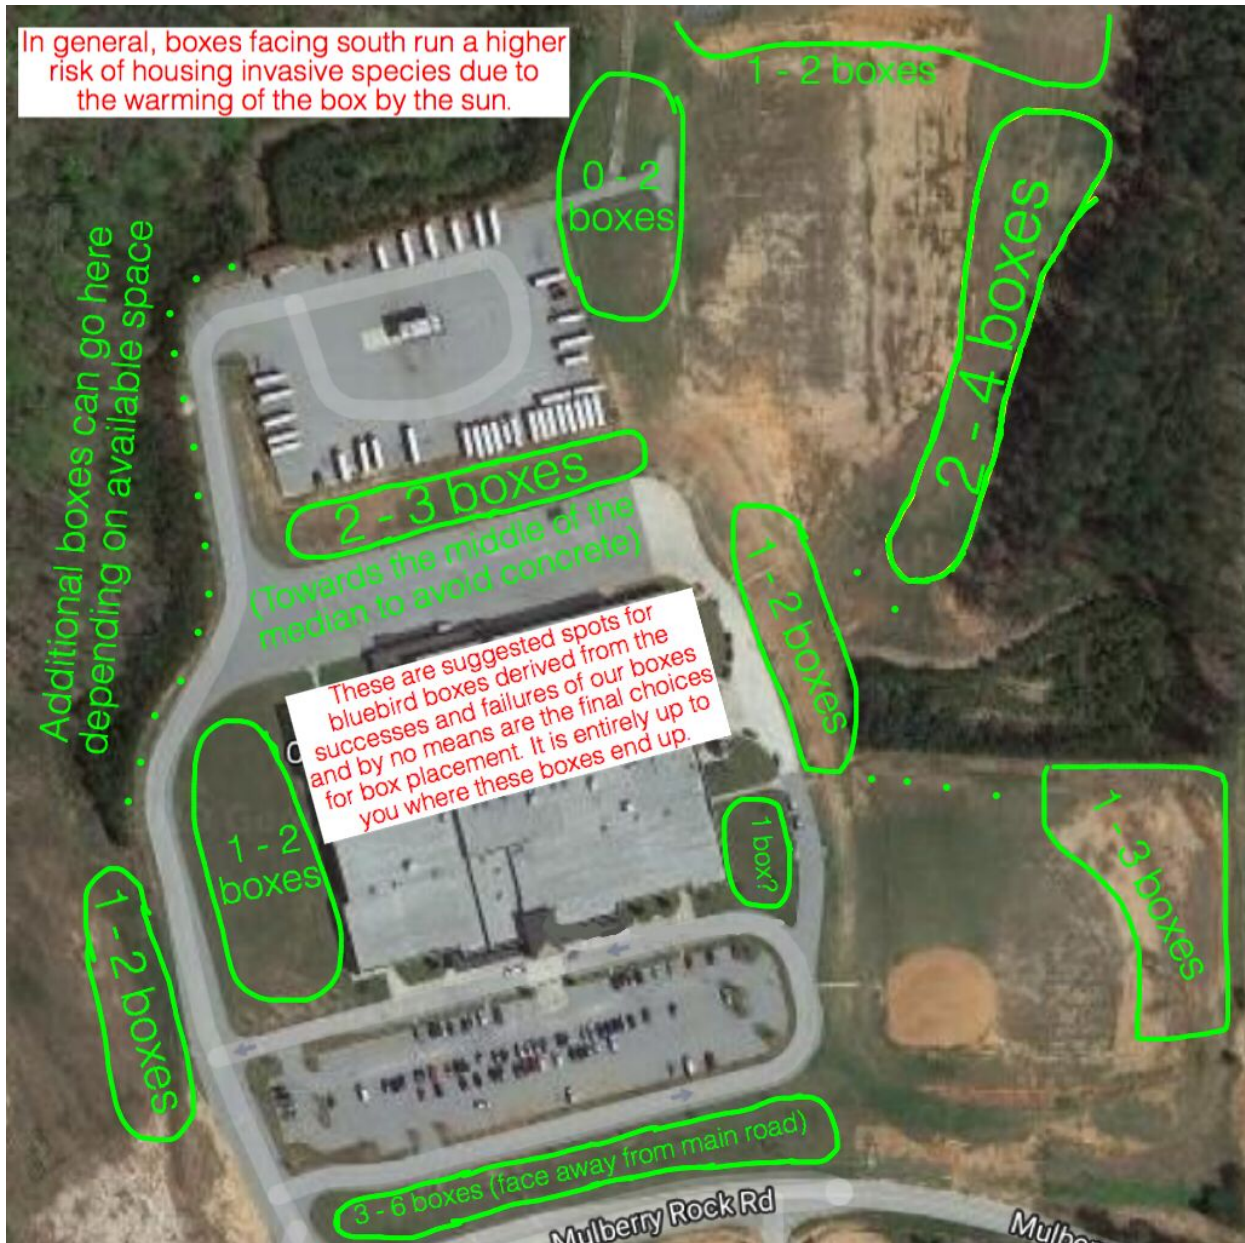 In general, boxes facing south run a higher
risk of housing invasive species due to
the warming of the box by the sun.
1 - 2 boxes
0 - 2
boxes
2 - 4 boxes
Additional boxes can go here
depending on available space
2 - 3 boxes
(Towards the middle of the
median to avoid concrete)
1 - 2 boxes
These are suggested spots for
bluebird boxes derived from the
successes and failures of our boxes
and by no means are the final choices
for box placement. It is entirely up to
you where these boxes end up.
1 - 2
boxes
1 box?
1 - 3 boxes
1 - 2 boxes
3 - 6 boxes (face away from main road)
Mulberry Rock Rd